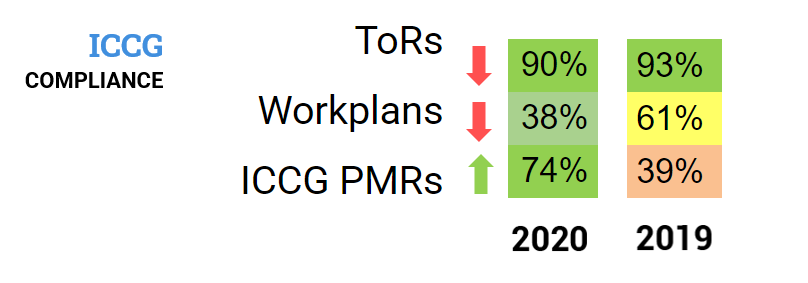 ICCG
COMPLIANCE
ToRs 90% 93%
Workplans 38% 61%
ICCG PMRs 74% 39%
2020 2019